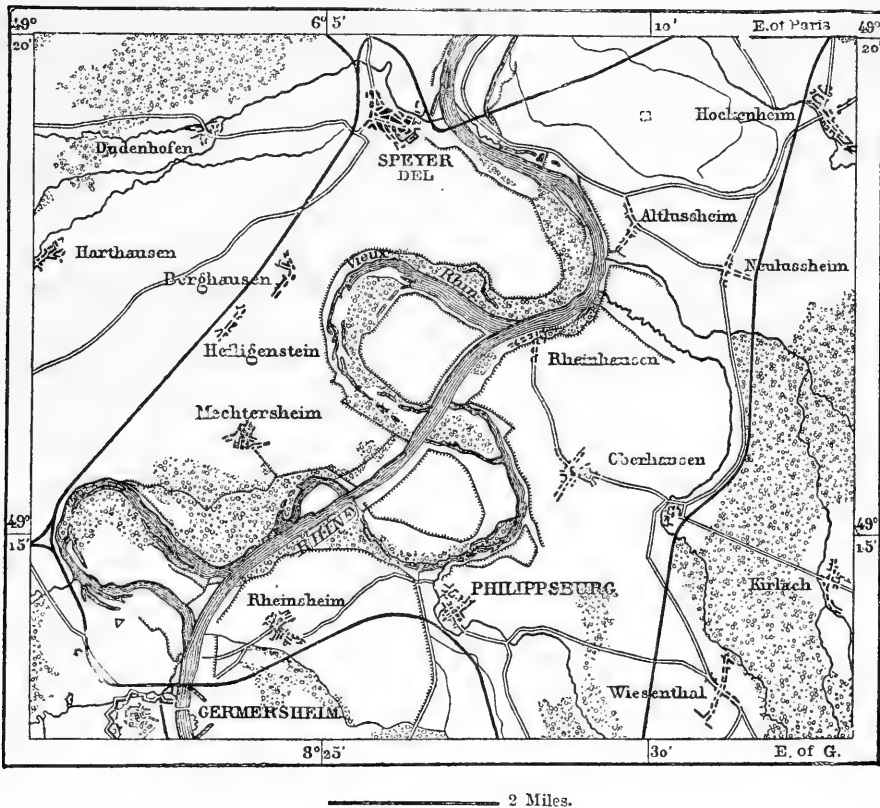 49°
20'
6° 5'
10'
E. of Paris
49°
20'
Hockenheim
Dudenhofen
SPEYER
DEL
Altlussheim
Harthausen
Vieux
Rhin
Neulussheim
Berghausen
Heiligenstein
Rheinhausen
Mechtersheim
Oberhausen
49°
15'
RHINE
49°
15'
Kirlach
Rheinsheim
PHILIPPSBURG
Wiesenthal
GERMERSHEIM
8° 25'
30'
E. of G.
2 Miles.